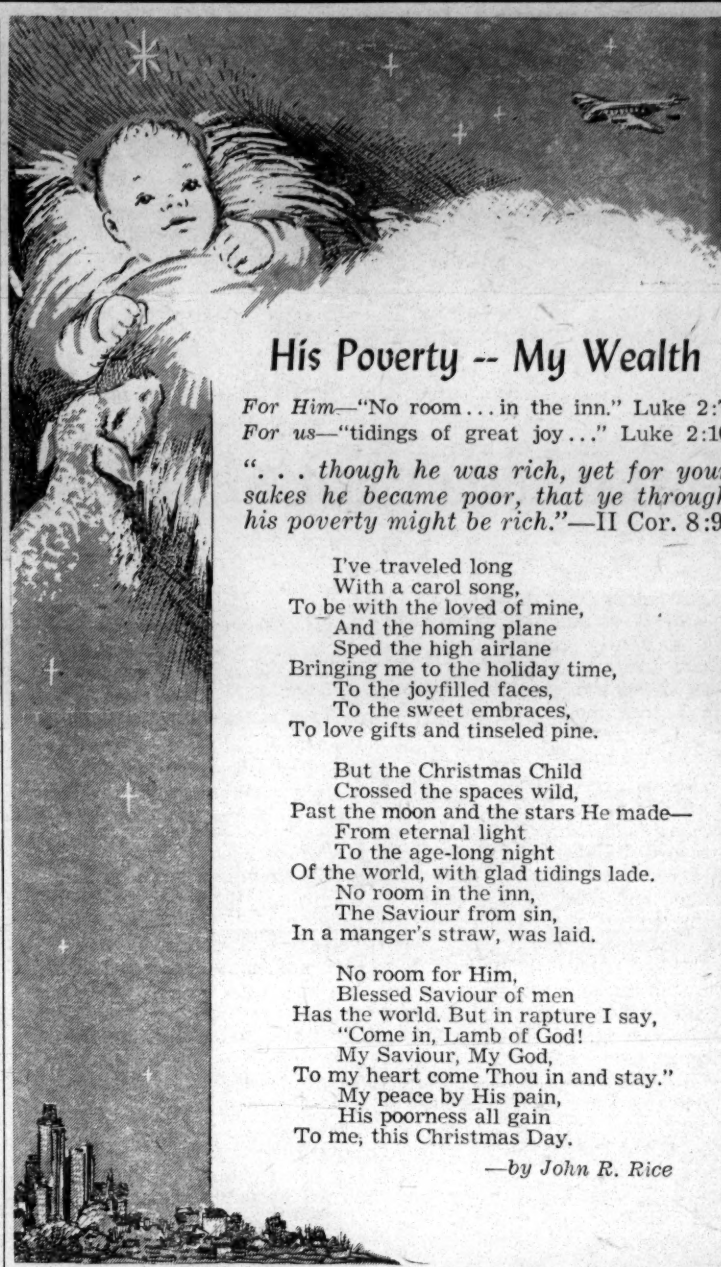 His Poverty -- My Wealth
For Him—“No room...in the inn.” Luke 2:7
For us—“tidings of great joy...” Luke 2:10
“. . . though he was rich, yet for your
sakes he became poor, that ye through
his poverty might be rich.”—II Cor. 8:9
I've traveled long
With a carol song,
To be with the loved of mine,
And the homing plane
Sped the high airlane
Bringing me to the holiday time,
To the joyfilled faces,
To the sweet embraces,
To love gifts and tinseled pine.
But the Christmas Child
Crossed the spaces wild,
Past the moon and the stars He made—
From eternal light
To the age-long night
Of the world, with glad tidings lade.
No room in the inn,
The Saviour from sin,
In a manger's straw, was laid.
No room for Him,
Blessed Saviour of men
Has the world. But in rapture I say,
“Come in, Lamb of God!
My Saviour, My God,
To my heart come Thou in and stay.”
My peace by His pain,
His poorness all gain
To me, this Christmas Day.
—by John R. Rice